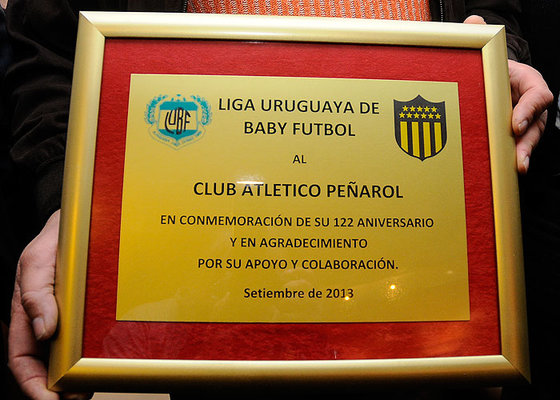 LUBF
LIGA URUGUAYA DE
BABY FUTBOL
AL
CLUB ATLETICO PEÑAROL
EN CONMEMORACIÓN DE SU 122 ANIVERSARIO
Y EN AGRADECIMIENTO
POR SU APOYO Y COLABORACIÓN.
Setiembre de 2013